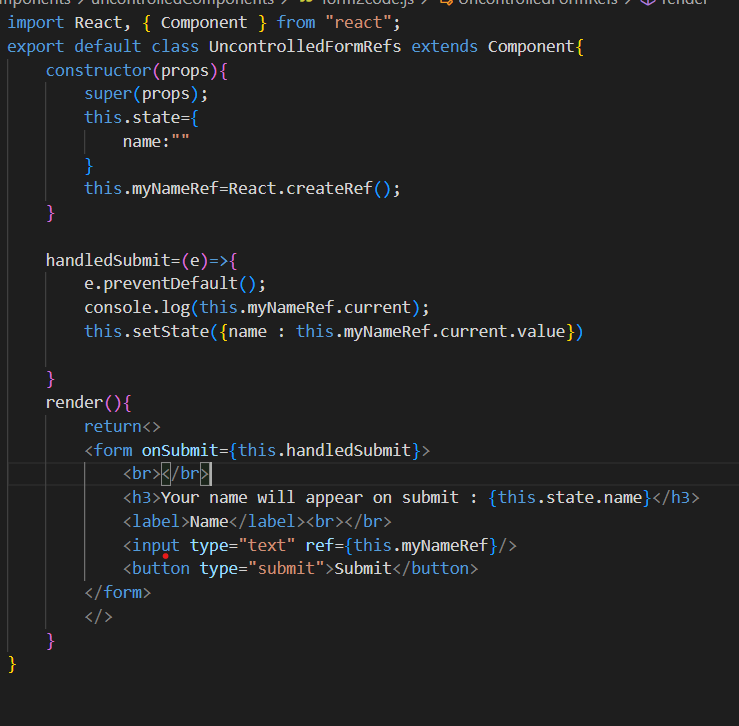 mponents > uncontrolledComponents > form2code.js > UncontrolledFormRefs > render
import React, { Component } from "react";
export default class UncontrolledFormRefs extends Component{
    constructor(props){
        super(props);
        this.state={
            name:""
        }
        this.myNameRef=React.createRef();
    }

    handledSubmit=(e)=>{
        e.preventDefault();
        console.log(this.myNameRef.current);
        this.setState({name : this.myNameRef.current.value})

    }
    render(){
        return<>
        <form onSubmit={this.handledSubmit}>
            <br></br>
            <h3>Your name will appear on submit : {this.state.name}</h3>
            <label>Name</label><br></br>
            <input type="text" ref={this.myNameRef}/>
            <button type="submit">Submit</button>
        </form>
        </>
    }
}